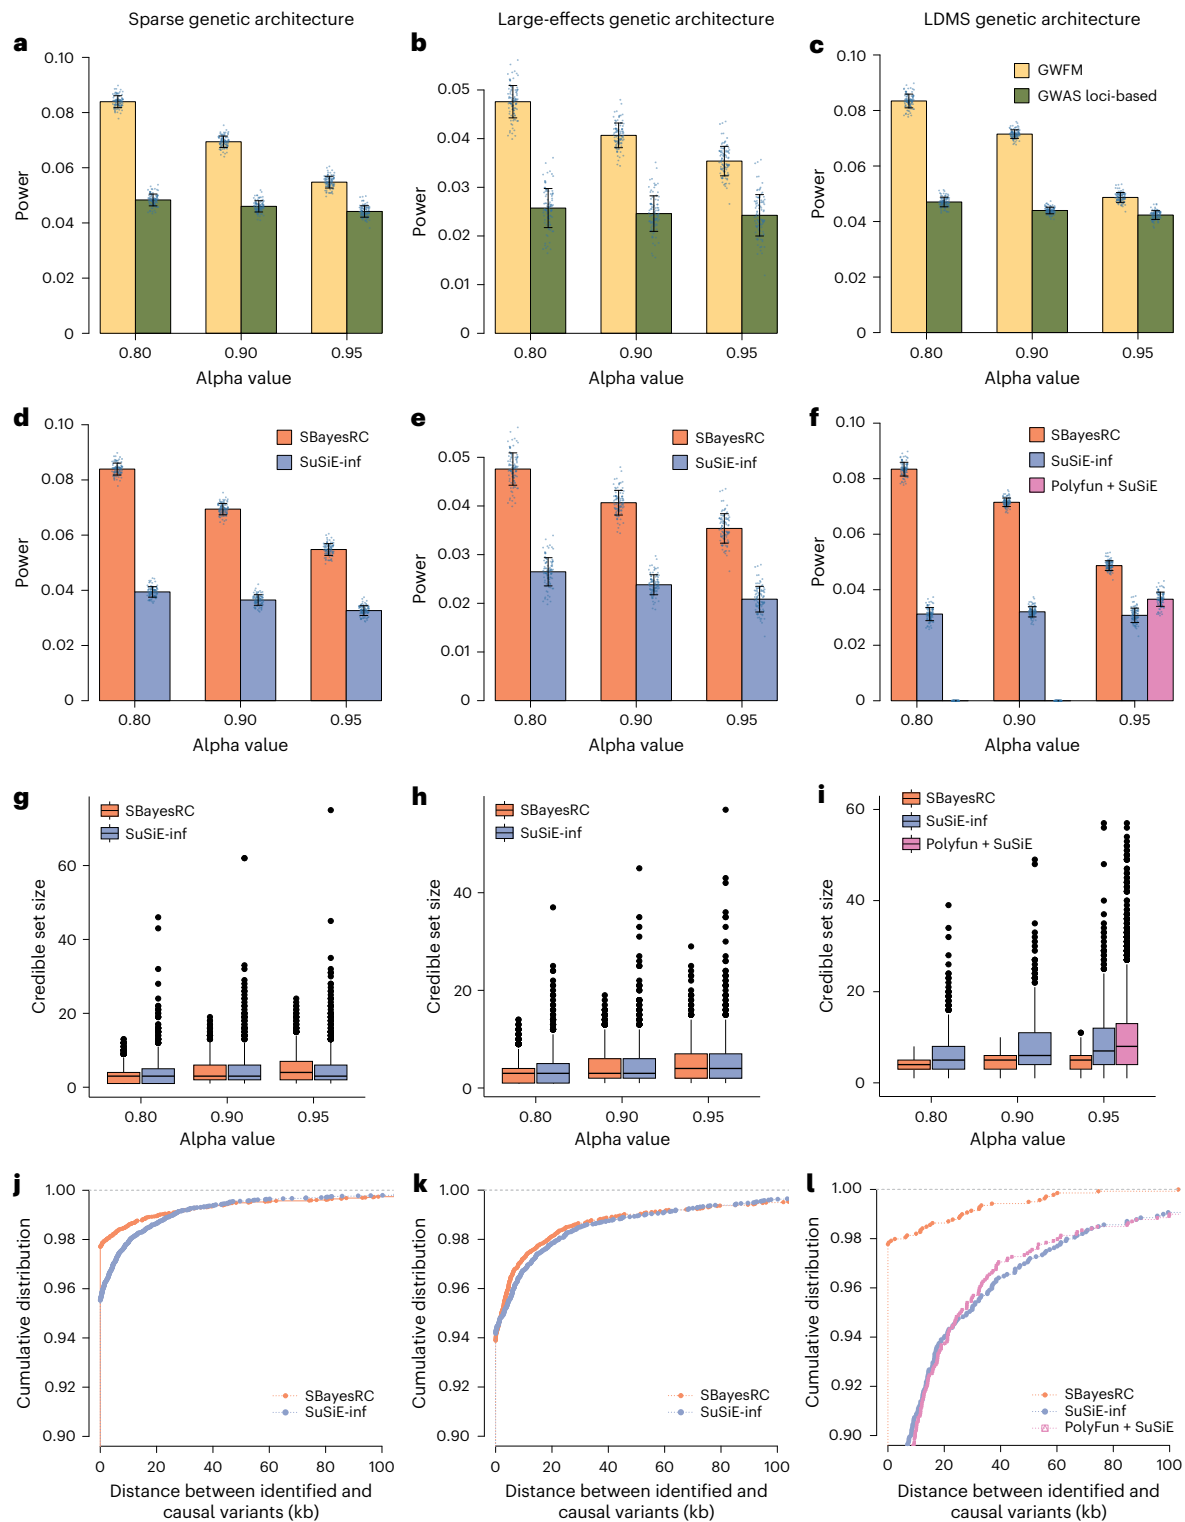 Sparse genetic architecture
Large-effects genetic architecture
LDMS genetic architecture
a
0.10
0.08
0.06
0.04
0.02
0
Power
0.80
0.90
0.95
Alpha value
b
0.05
0.04
0.03
0.02
0.01
0
Power
0.80
0.90
0.95
Alpha value
c
0.10
0.08
0.06
0.04
0.02
0
Power
GWFM
GWAS loci-based
0.80
0.90
0.95
Alpha value
d
0.10
0.08
0.06
0.04
0.02
0
Power
SBayesRC
SuSiE-inf
0.80
0.90
0.95
Alpha value
e
0.05
0.04
0.03
0.02
0.01
0
Power
SBayesRC
SuSiE-inf
0.80
0.90
0.95
Alpha value
f
0.10
0.08
0.06
0.04
0.02
0
Power
SBayesRC
SuSiE-inf
Polyfun + SuSiE
0.80
0.90
0.95
Alpha value
g
SBayesRC
SuSiE-inf
60
40
20
0
Credible set size
0.80
0.90
0.95
Alpha value
h
SBayesRC
SuSiE-inf
40
20
0
Credible set size
0.80
0.90
0.95
Alpha value
i
SBayesRC
SuSiE-inf
Polyfun + SuSiE
60
40
20
0
Credible set size
0.80
0.90
0.95
Alpha value
j
1.00
0.98
0.96
0.94
0.92
0.90
Cumulative distribution
SBayesRC
SuSiE-inf
0
20
40
60
80
100
Distance between identified and
causal variants (kb)
k
1.00
0.98
0.96
0.94
0.92
0.90
Cumulative distribution
SBayesRC
SuSiE-inf
0
20
40
60
80
100
Distance between identified and
causal variants (kb)
l
1.00
0.98
0.96
0.94
0.92
0.90
Cumulative distribution
SBayesRC
SuSiE-inf
PolyFun + SuSiE
0
20
40
60
80
100
Distance between identified and
causal variants (kb)